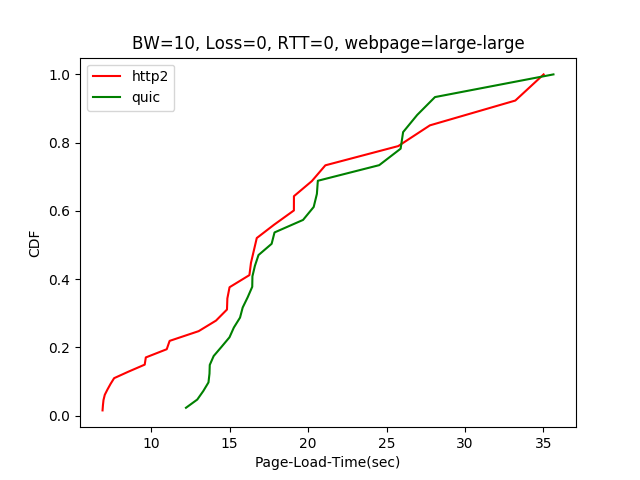 BW=10, Loss=0, RTT=0, webpage=large-large
http2
quic
1.0
0.8
0.6
0.4
0.2
0.0
CDF
10 15 20 25 30 35
Page-Load-Time(sec)